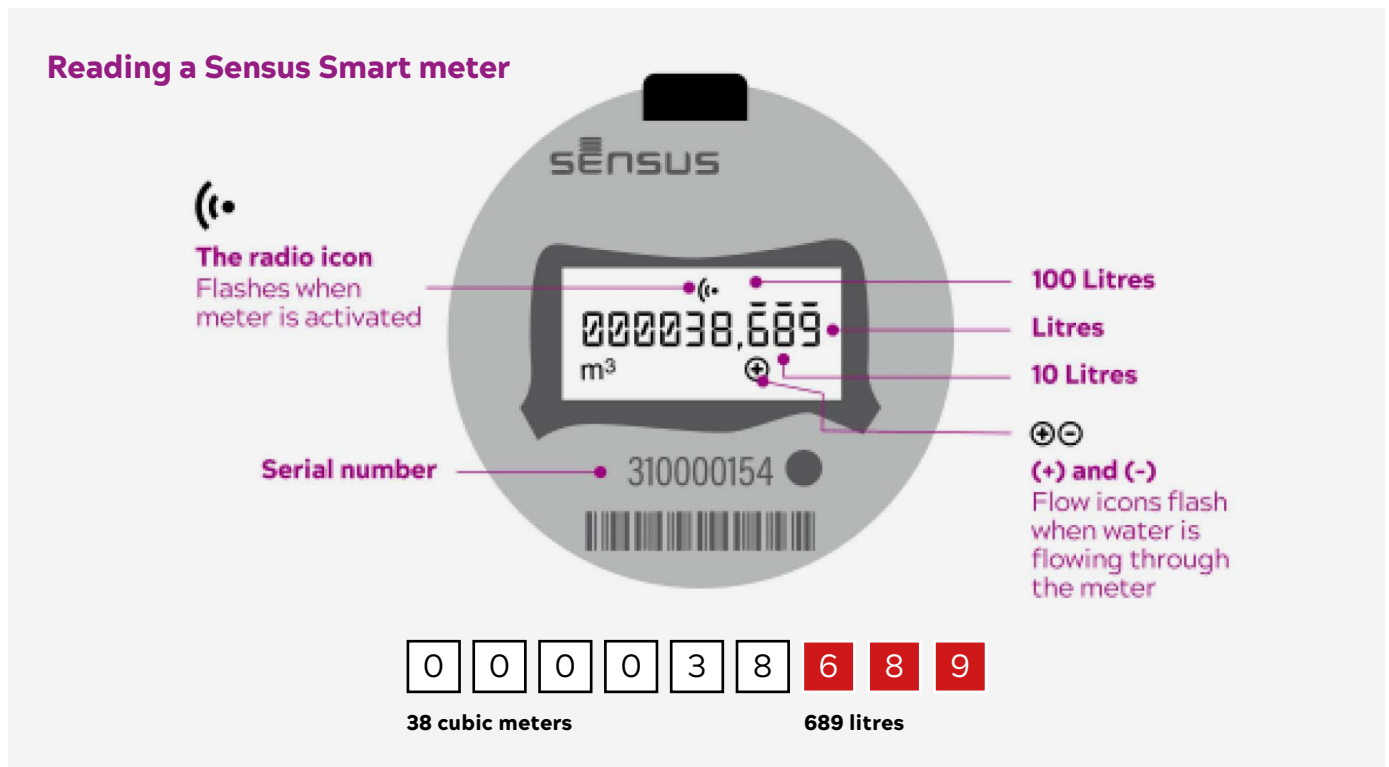 Reading a Sensus Smart meter
sensus
The radio icon
Flashes when
meter is activated
000038,689
m³
100 Litres
Litres
10 Litres
(+) and (-)
Flow icons flash
when water is
flowing through
the meter
Serial number
310000154
0 0 0 0 3 8 6 8 9
38 cubic meters
689 litres